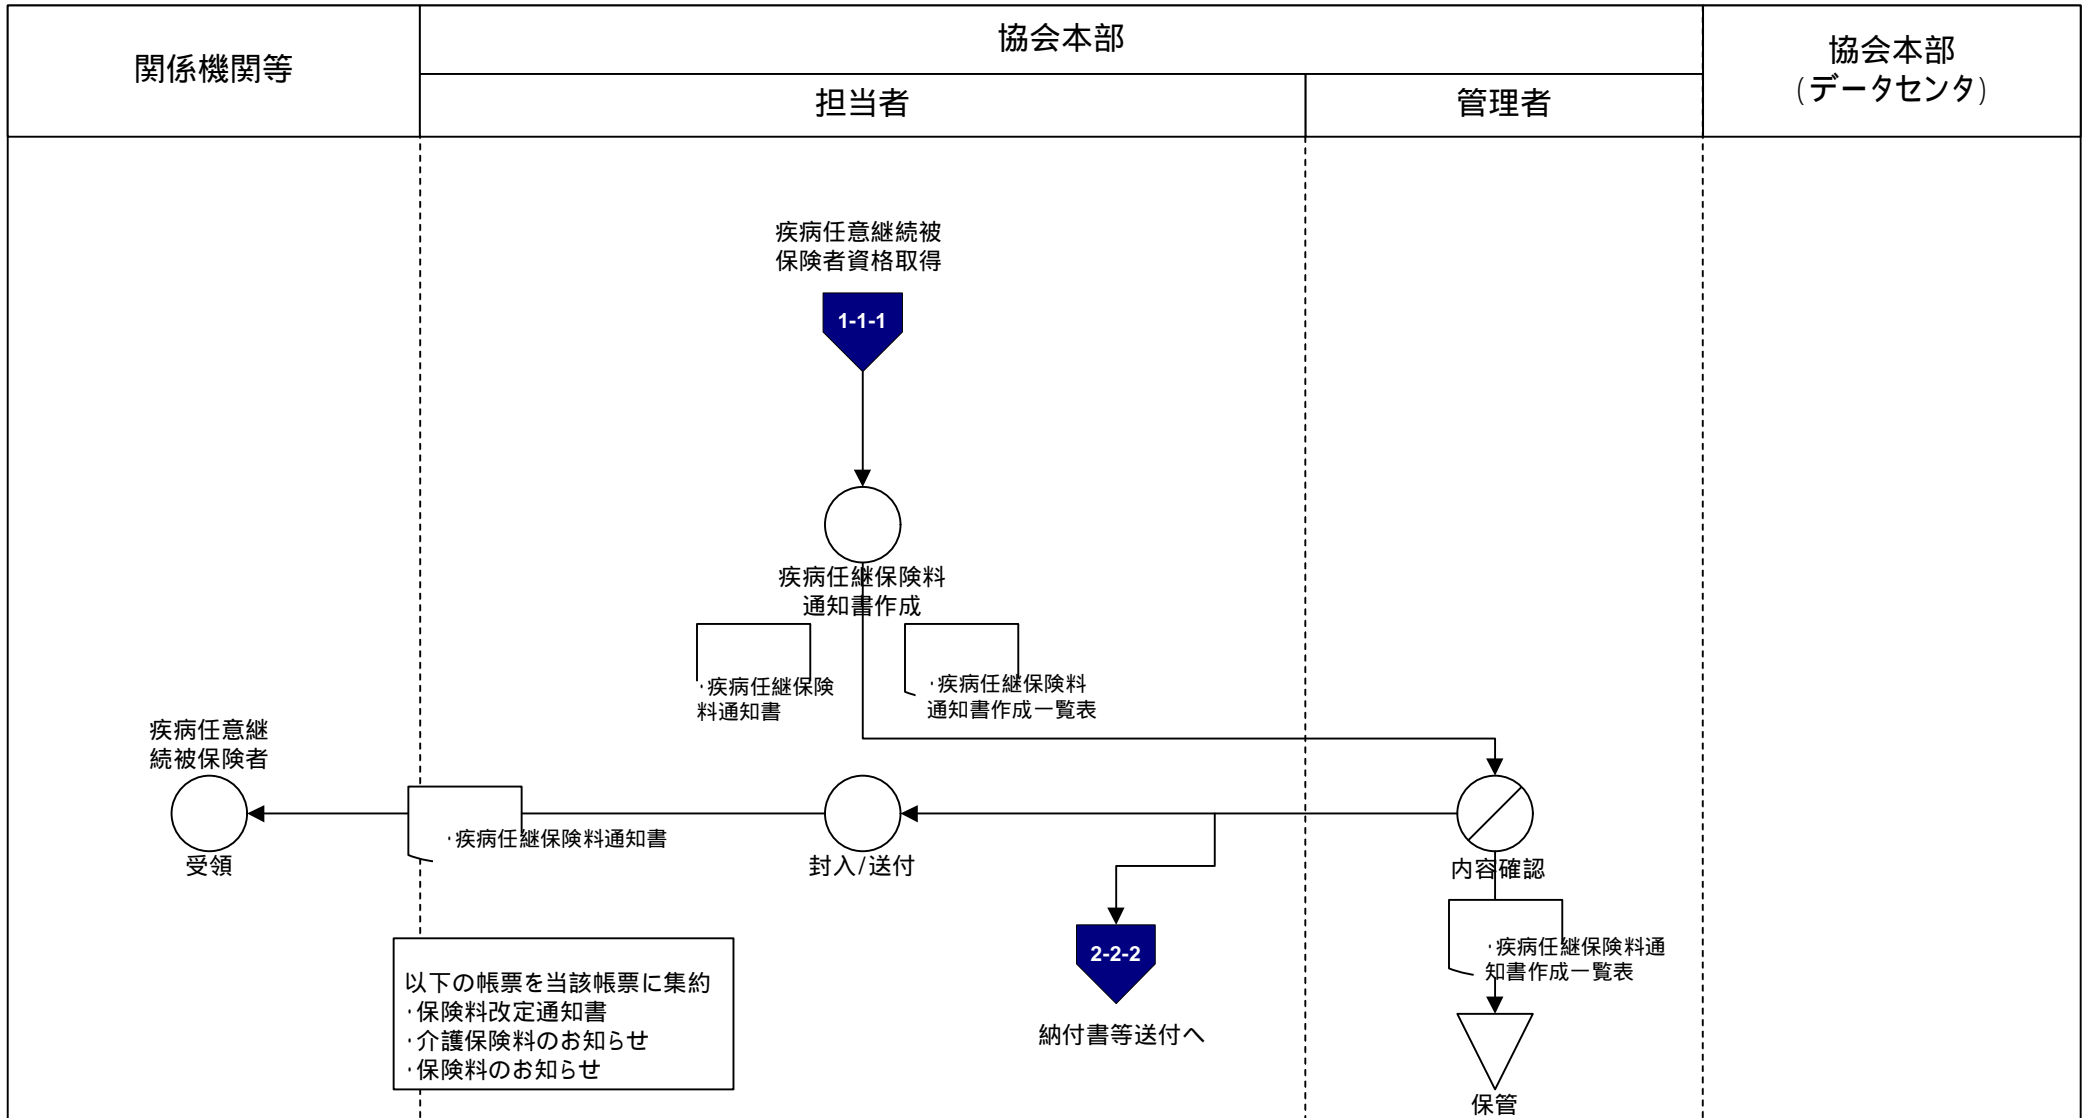 関係機関等
協会本部
担当者
管理者
協会本部
(データセンタ)
疾病任意継続被
保険者資格取得
1-1-1
疾病任継保険料
通知書作成
・疾病任継保険
料通知書
・疾病任継保険料
通知書作成一覧表
疾病任意継
続被保険者
受領
・疾病任継保険料通知書
封入/送付
内容確認
以下の帳票を当該帳票に集約
・保険料改定通知書
・介護保険料のお知らせ
・保険料のお知らせ
2-2-2
納付書等送付へ
・疾病任継保険料通
知書作成一覧表
保管